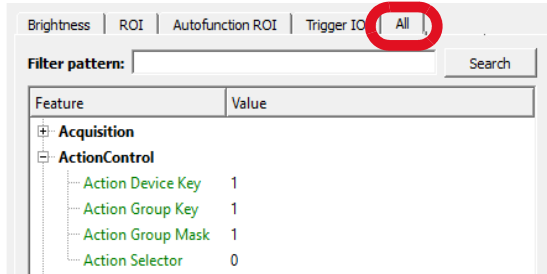 Brightness ROI Autofunction ROI Trigger IO All
Filter pattern: Search
Feature Value
Acquisition
ActionControl
Action Device Key 1
Action Group Key 1
Action Group Mask 1
Action Selector 0